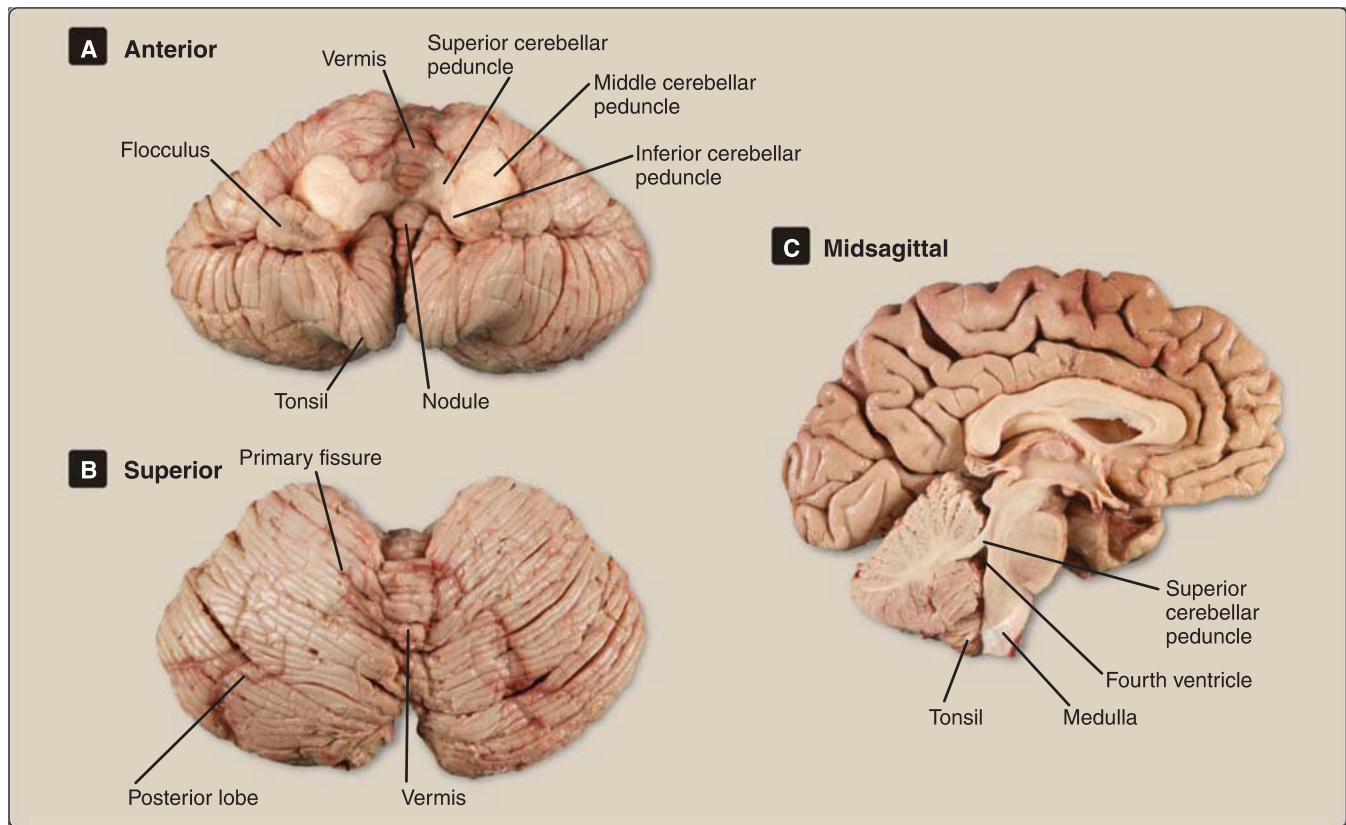 A Anterior
Vermis
Superior cerebellar
peduncle
Middle cerebellar
peduncle
Flocculus
Inferior cerebellar
peduncle
Tonsil
Nodule
B Superior
Primary fissure
Posterior lobe
Vermis
C Midsagittal
Superior
cerebellar
peduncle
Fourth ventricle
Tonsil
Medulla